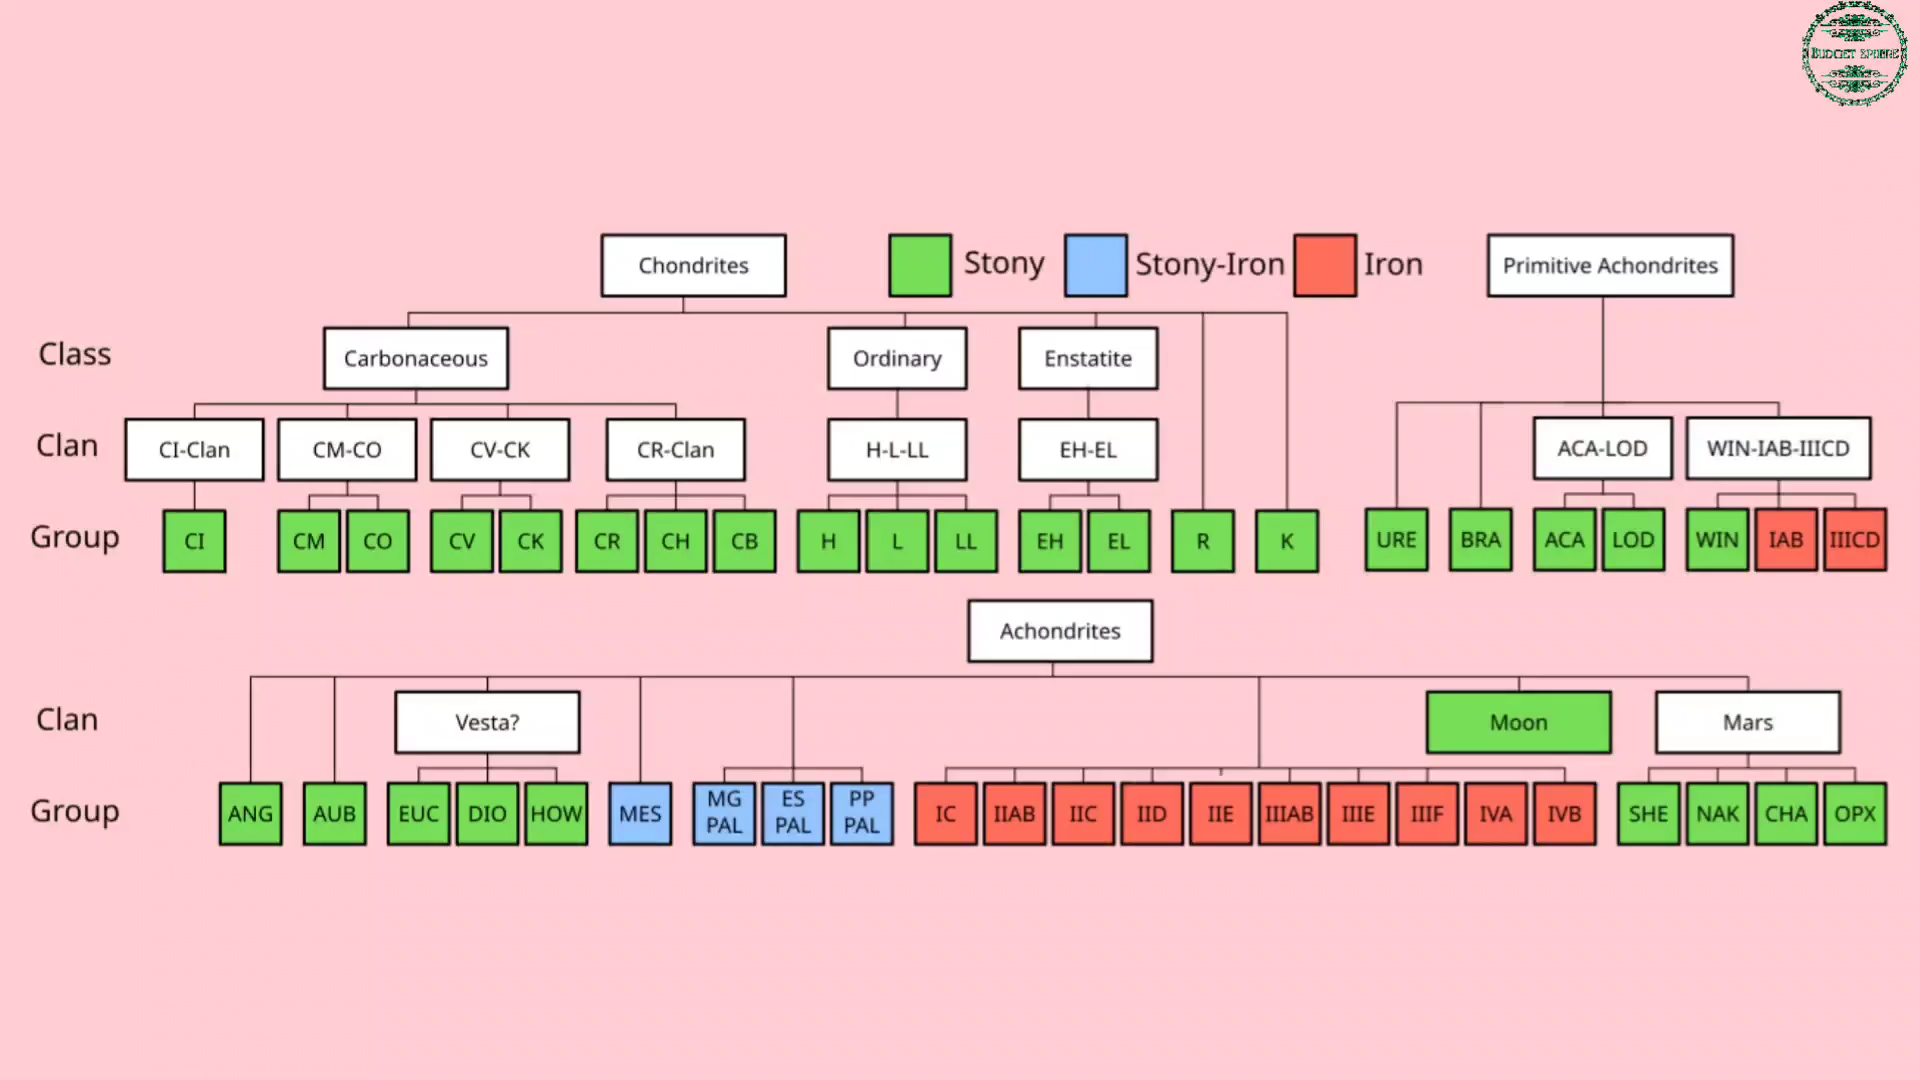 BUDGET SPHERE
Chondrites
Stony
Stony-Iron
Iron
Primitive Achondrites
Class
Carbonaceous
Ordinary
Enstatite
Clan
CI-Clan
CM-CO
CV-CK
CR-Clan
H-L-LL
EH-EL
ACA-LOD
WIN-IAB-IIICD
Group
CI
CM
CO
CV
CK
CR
CH
CB
H
L
LL
EH
EL
R
K
URE
BRA
ACA
LOD
WIN
IAB
IIICD
Achondrites
Clan
Vesta?
Moon
Mars
Group
ANG
AUB
EUC
DIO
HOW
MES
MG
PAL
ES
PAL
PP
PAL
IC
IIAB
IIC
IID
IIE
IIIAB
IIIE
IIIF
IVA
IVB
SHE
NAK
CHA
OPX